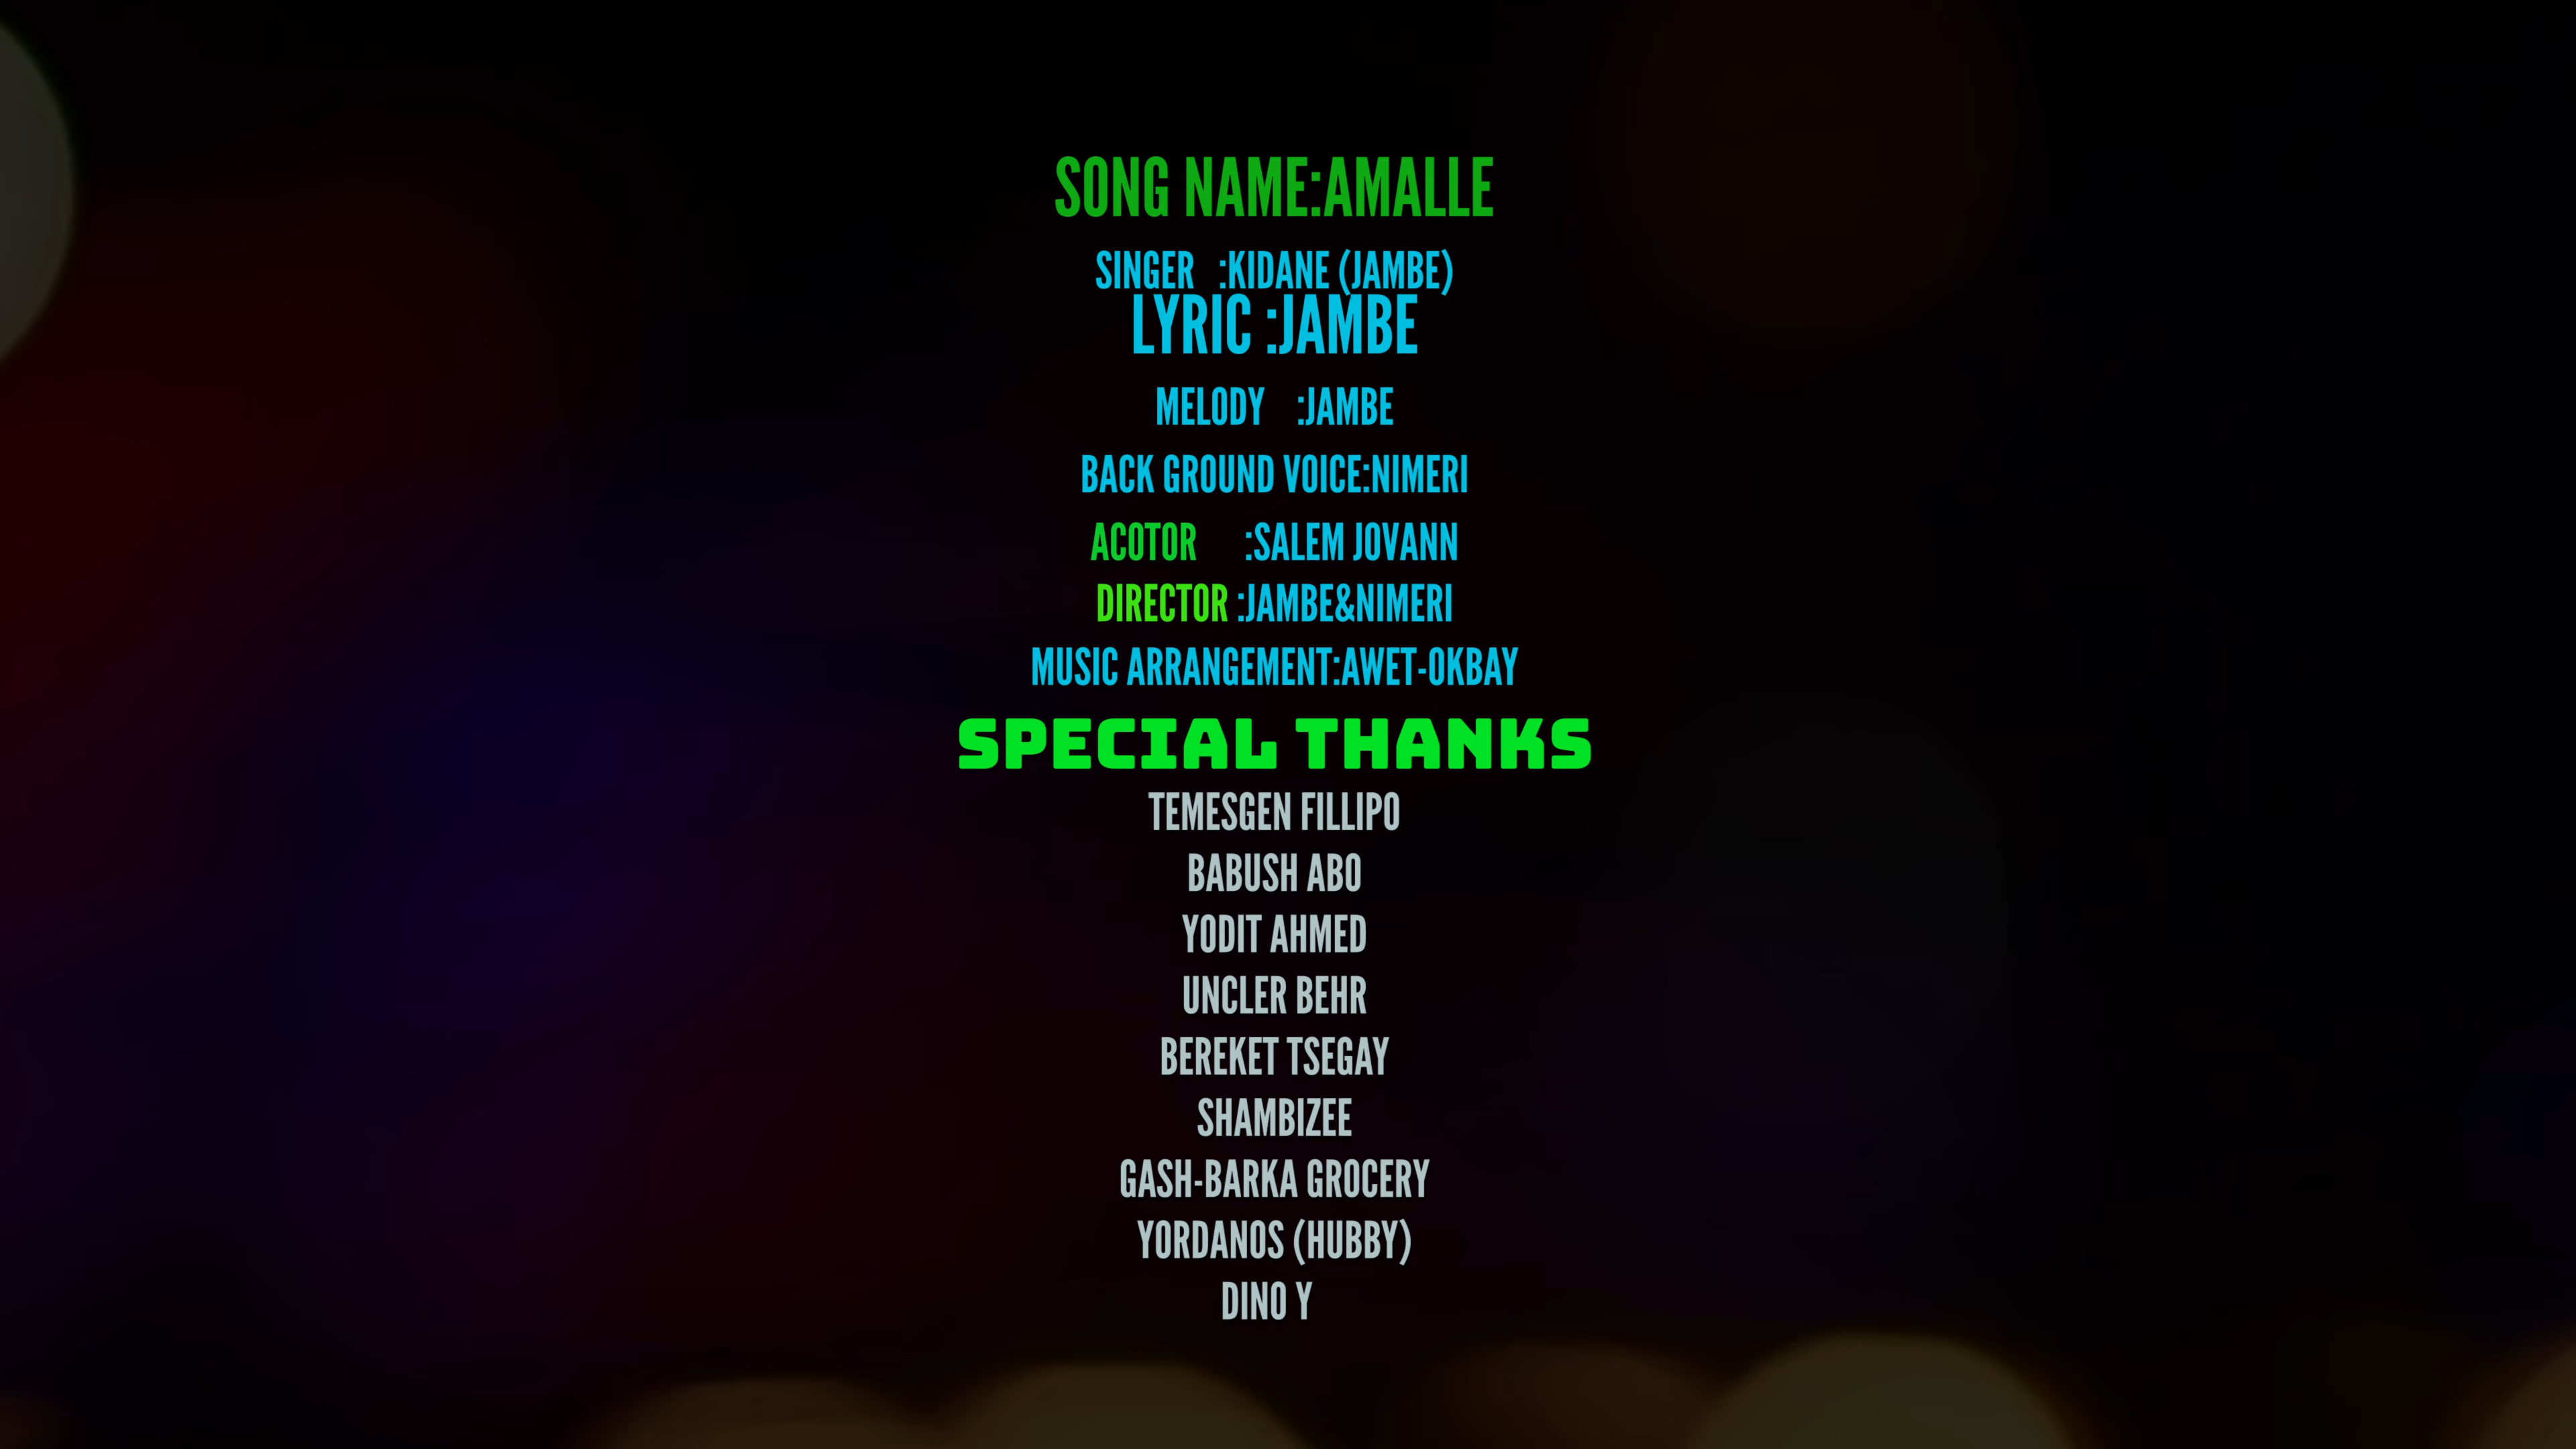 SONG NAME:AMALLE
SINGER :KIDANE (JAMBE)
LYRIC :JAMBE
MELODY :JAMBE
BACK GROUND VOICE:NIMERI
ACOTOR :SALEM JOVANN
DIRECTOR :JAMBE&NIMERI
MUSIC ARRANGEMENT:AWET-OKBAY
SPECIAL THANKS
TEMESGEN FILLIPO
BABUSH ABO
YODIT AHMED
UNCLER BEHR
BEREKET TSEGAY
SHAMBIZEE
GASH-BARKA GROCERY
YORDANOS (HUBBY)
DINO Y